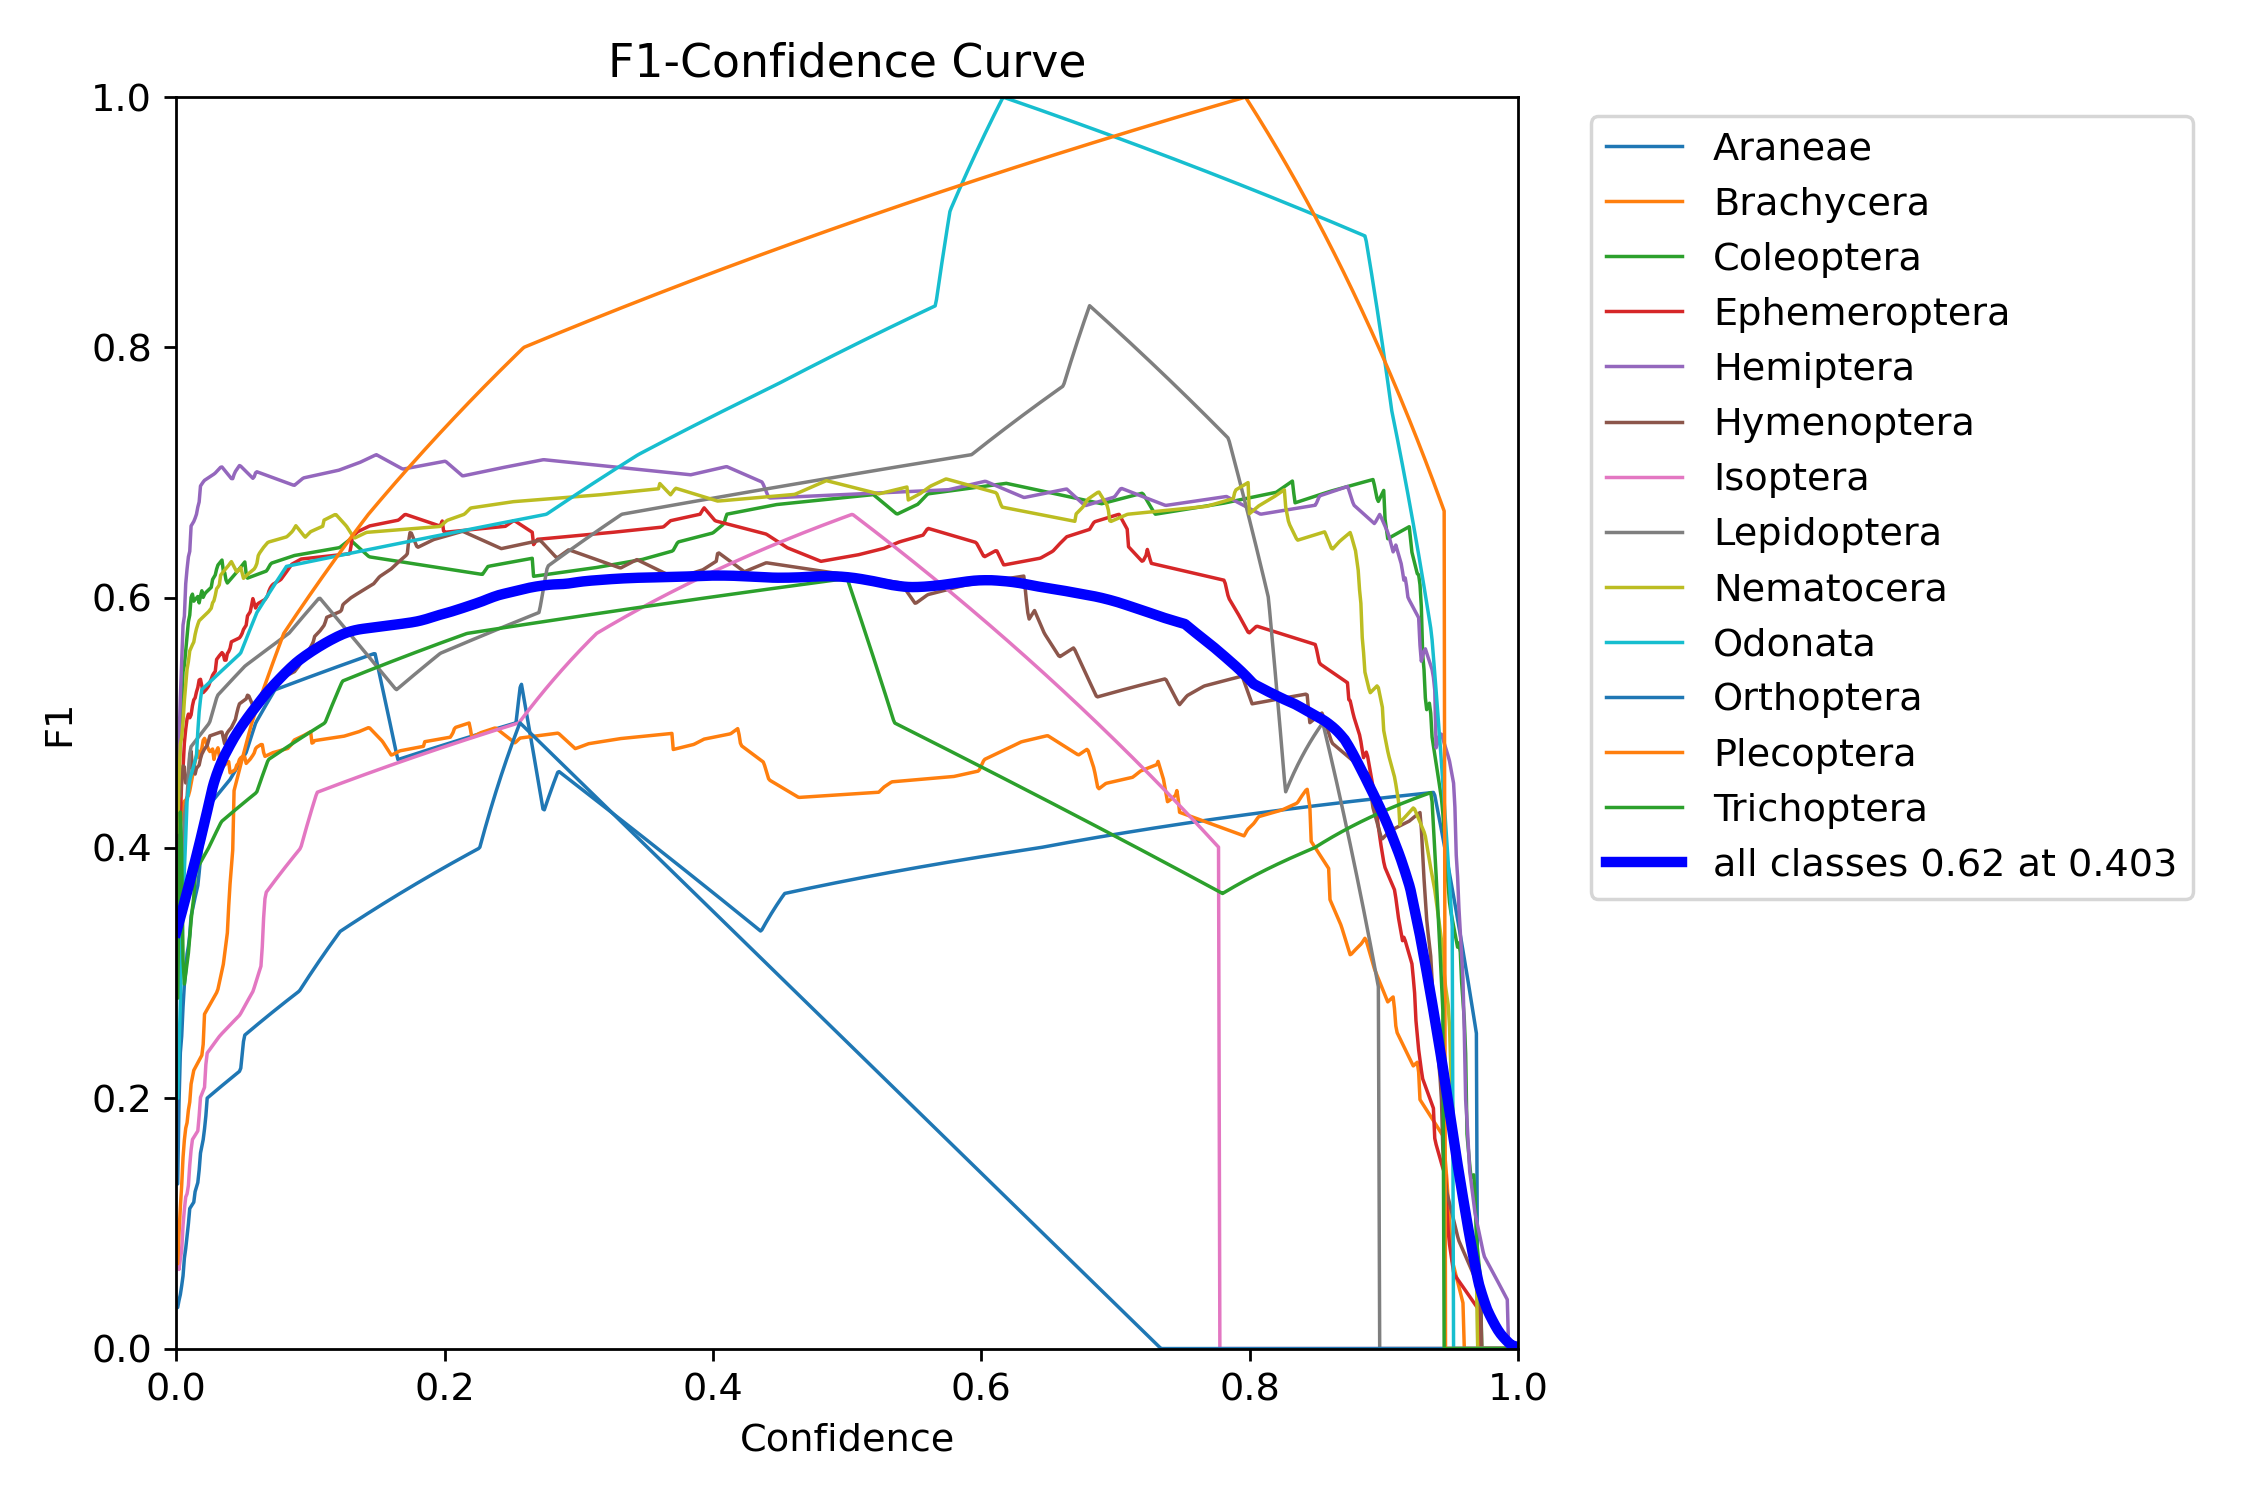 F1-Confidence Curve
1.0
0.8
0.6
0.4
0.2
0.0
F1
0.0 0.2 0.4 0.6 0.8 1.0
Confidence
Araneae
Brachycera
Coleoptera
Ephemeroptera
Hemiptera
Hymenoptera
Isoptera
Lepidoptera
Nematocera
Odonata
Orthoptera
Plecoptera
Trichoptera
all classes 0.62 at 0.403